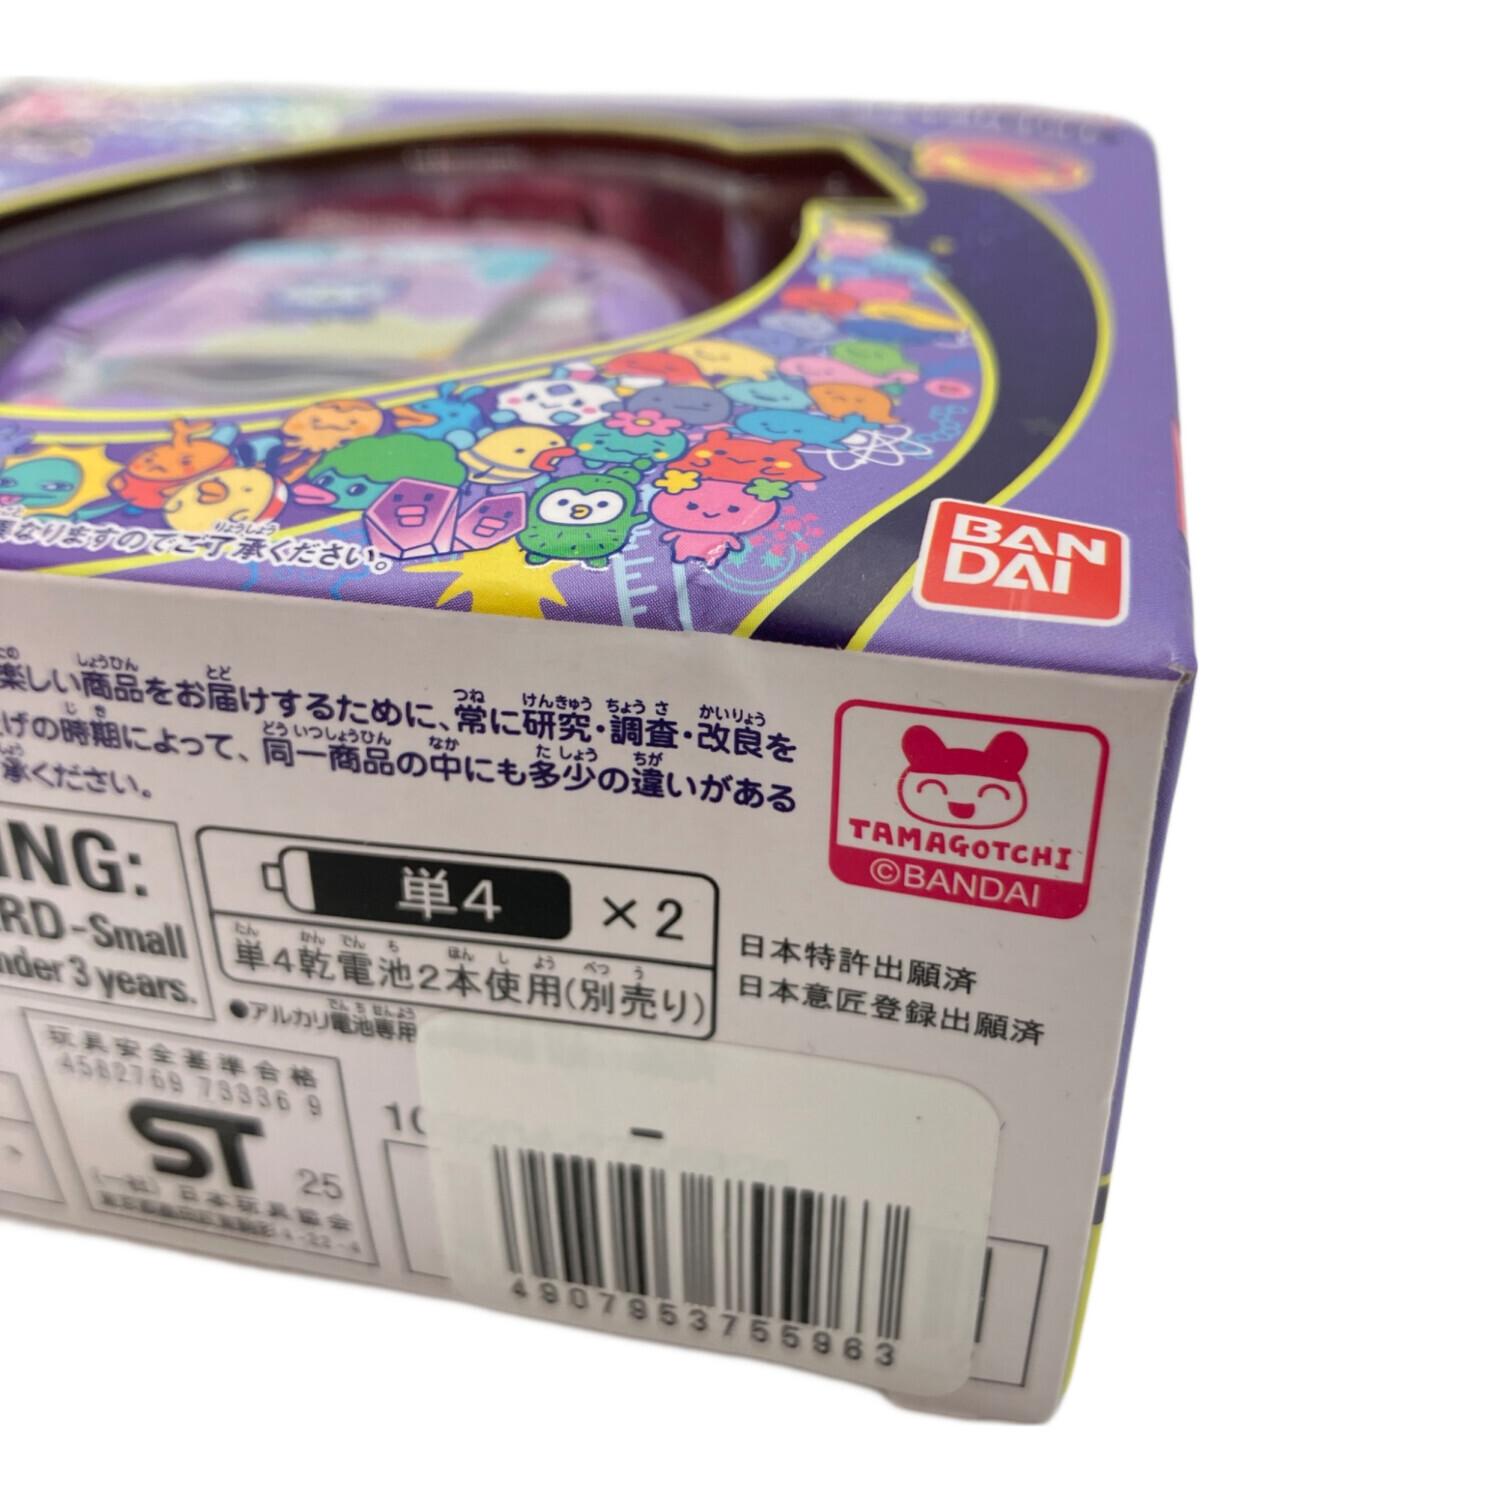 異なりますのでご了承ください。
BAN
DAI
楽しい商品をお届けするために、常に研究・調査・改良を
げの時期によって、同一商品の中にも多少の違いがある
承ください。
TAMAGOTCHI
©BANDAI
ING:
RD-Small
nder 3 years.
単4 ×2
単4乾電池2本使用(別売り)
●アルカリ電池専用
日本特許出願済
日本意匠登録出願済
玩具安全基準合格
4582769 73336 9
ST
25
(一社)日本玩具協会
10
4907953755963